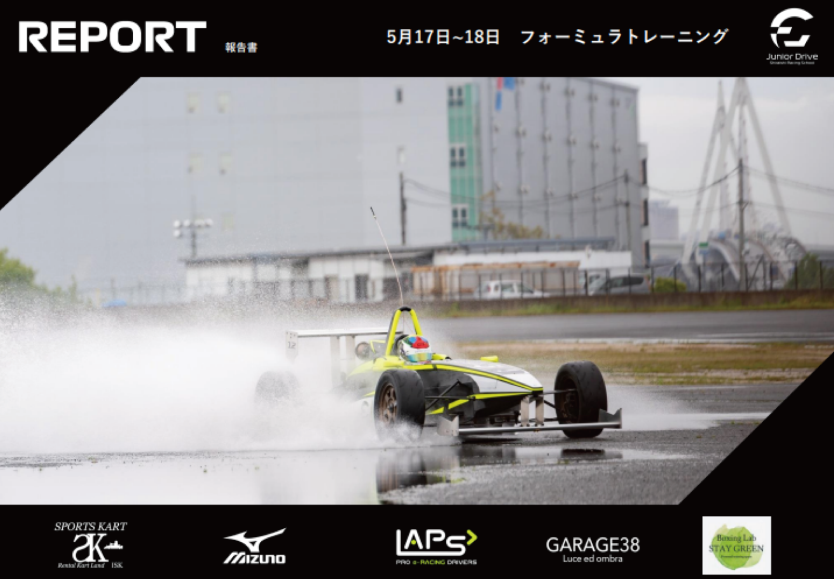 REPORT
報告書
5月17日~18日 フォーミュラトレーニング
Junior Drive
SPORTS KART
Rental Kart Land ISK
MIZUNO
LAPS
PRO e-RACING DRIVERS
GARAGE38
Luce ed ombra
Boxing Lab
STAY GREEN